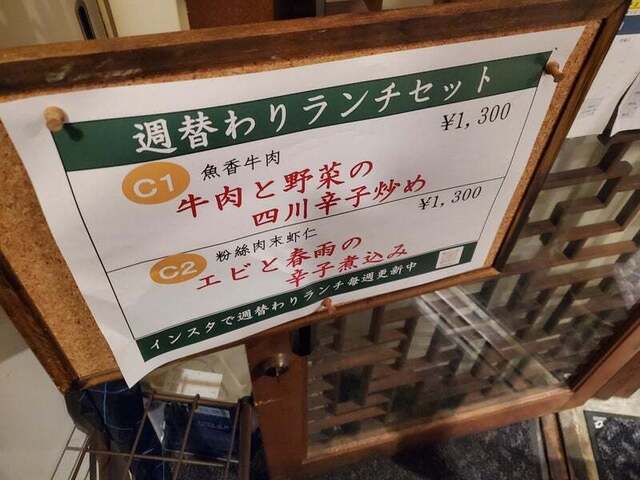 週替わりランチセット
C1 魚香牛肉 ¥1,300
牛肉と野菜の
四川辛子炒め
C2 粉絲肉末虾仁 ¥1,300
エビと春雨の
辛子煮込み
インスタで週替わりランチ毎週更新中